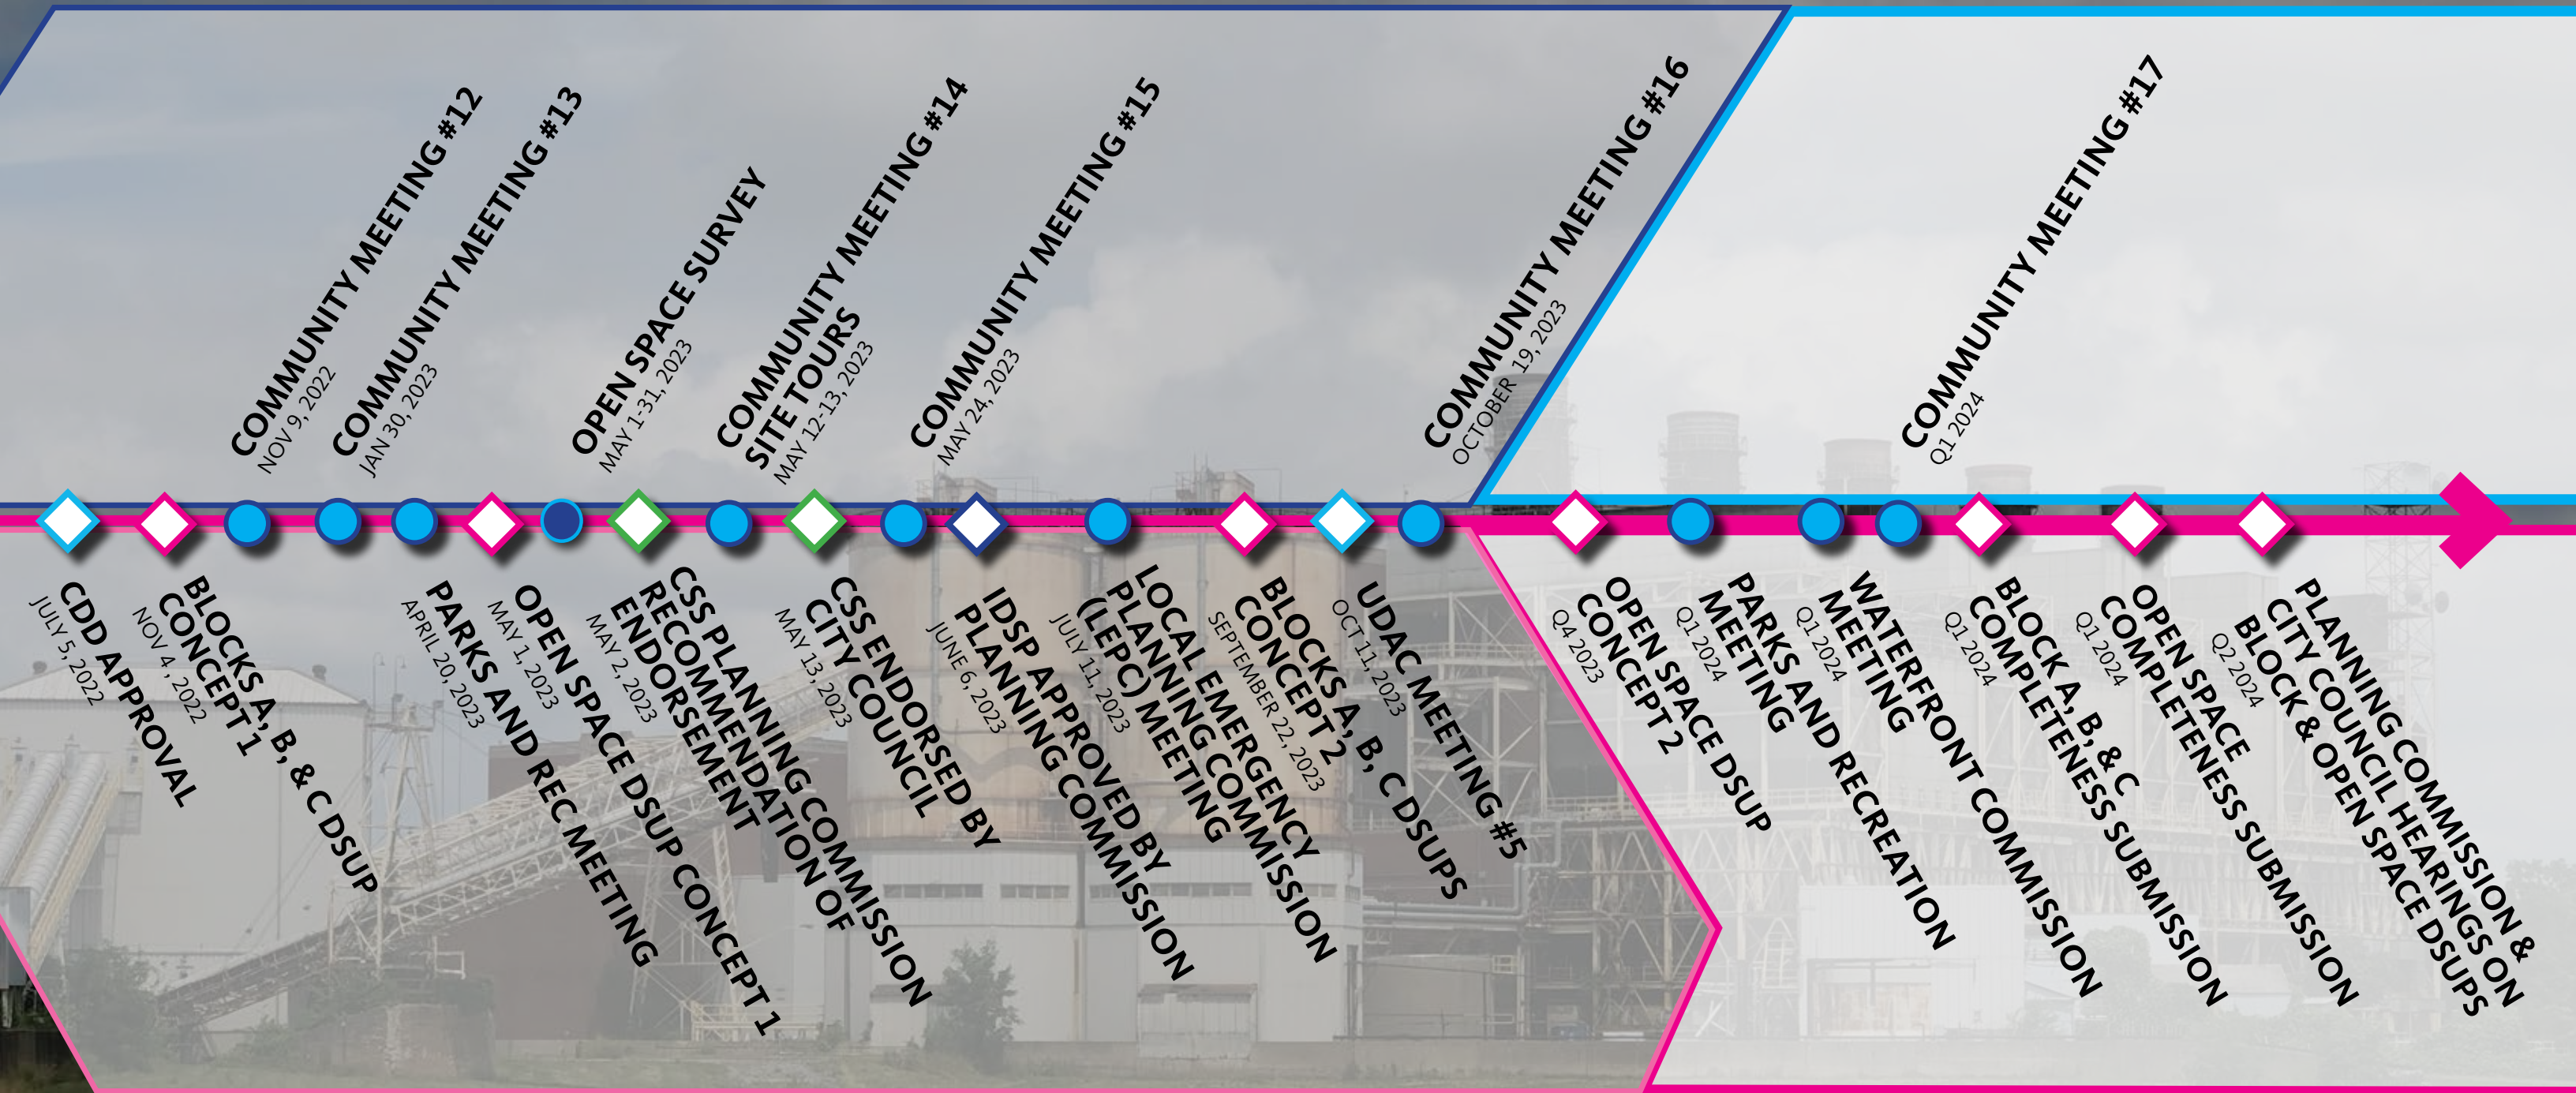 COMMUNITY MEETING #12
NOV 9, 2022
COMMUNITY MEETING #13
JAN 30, 2023
OPEN SPACE SURVEY
MAY 1-31, 2023
COMMUNITY MEETING #14
SITE TOURS
MAY 12-13, 2023
COMMUNITY MEETING #15
MAY 24, 2023
COMMUNITY MEETING #16
OCTOBER 19, 2023
COMMUNITY MEETING #17
Q1 2024
CDD APPROVAL
JULY 5, 2022
BLOCKS A, B, & C DSUP
CONCEPT 1
NOV 4, 2022
PARKS AND REC MEETING
APRIL 20, 2023
OPEN SPACE DSUP CONCEPT 1
MAY 1, 2023
CSS PLANNING COMMISSION
RECOMMENDATION OF
ENDORSEMENT
MAY 2, 2023
CSS ENDORSED BY
CITY COUNCIL
MAY 13, 2023
IDSP APPROVED BY
PLANNING COMMISSION
JUNE 6, 2023
LOCAL EMERGENCY
PLANNING COMMISSION
(LEPC) MEETING
JULY 11, 2023
BLOCKS A, B, C DSUPS
CONCEPT 2
SEPTEMBER 22, 2023
UDAC MEETING #5
OCT 11, 2023
OPEN SPACE DSUP
CONCEPT 2
Q4 2023
PARKS AND RECREATION
MEETING
Q1 2024
WATERFRONT COMMISSION
MEETING
Q1 2024
BLOCK A, B, & C
COMPLETENESS SUBMISSION
Q1 2024
OPEN SPACE
COMPLETENESS SUBMISSION
Q1 2024
PLANNING COMMISSION &
CITY COUNCIL HEARINGS ON
BLOCK & OPEN SPACE DSUPS
Q2 2024